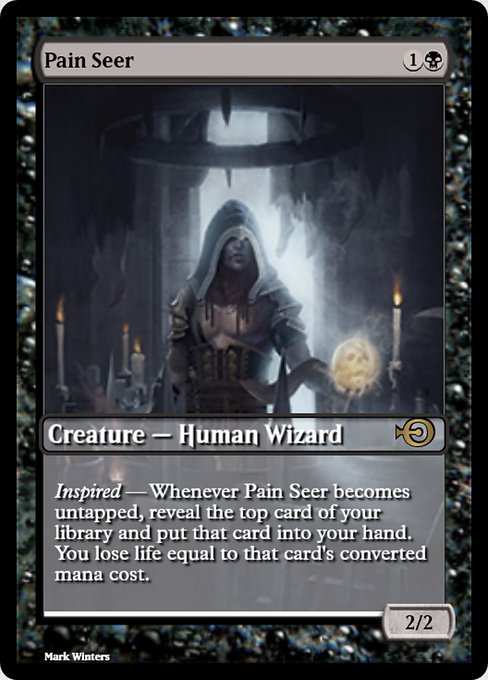 Pain Seer 1
Creature — Human Wizard
Inspired — Whenever Pain Seer becomes
untapped, reveal the top card of your
library and put that card into your hand.
You lose life equal to that card's converted
mana cost.
2/2
Mark Winters